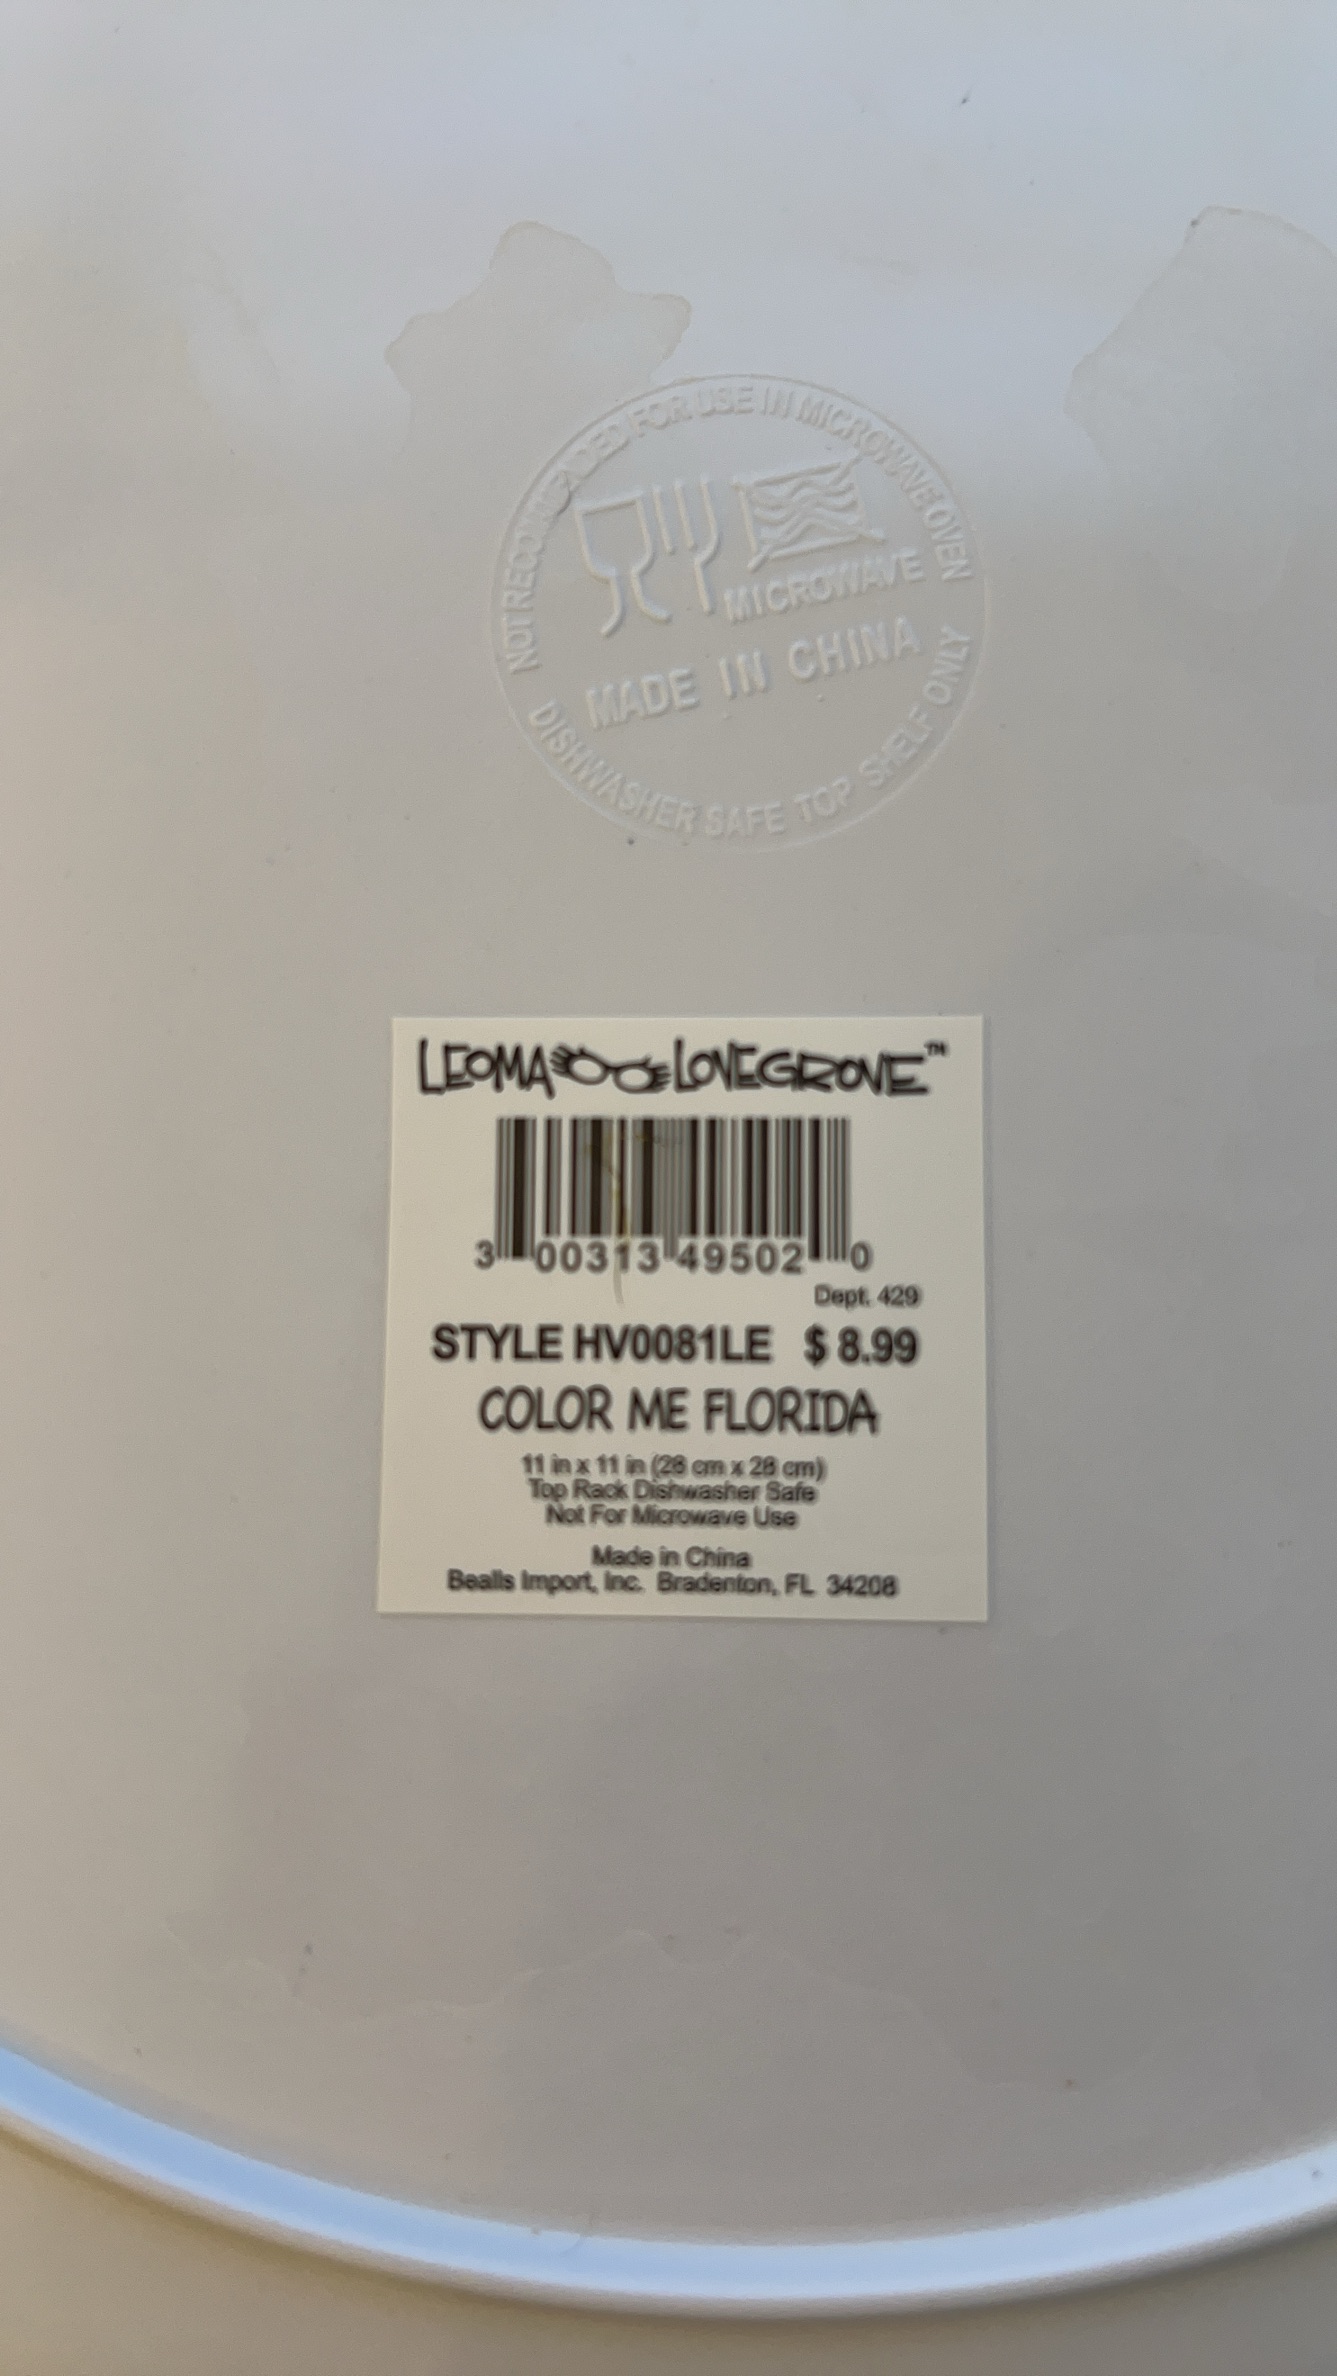 NOT RECOMMENDED FOR USE IN MICROWAVE OVEN
MICROWAVE
MADE IN CHINA
DISHWASHER SAFE TOP SHELF ONLY
LEOMA LOVEGROVE™
3 00313 49502 0
Dept. 429
STYLE HV0081LE $ 8.99
COLOR ME FLORIDA
11 in x 11 in (28 cm x 28 cm)
Top Rack Dishwasher Safe
Not For Microwave Use
Made in China
Bealls Import, Inc. Bradenton, FL 34208